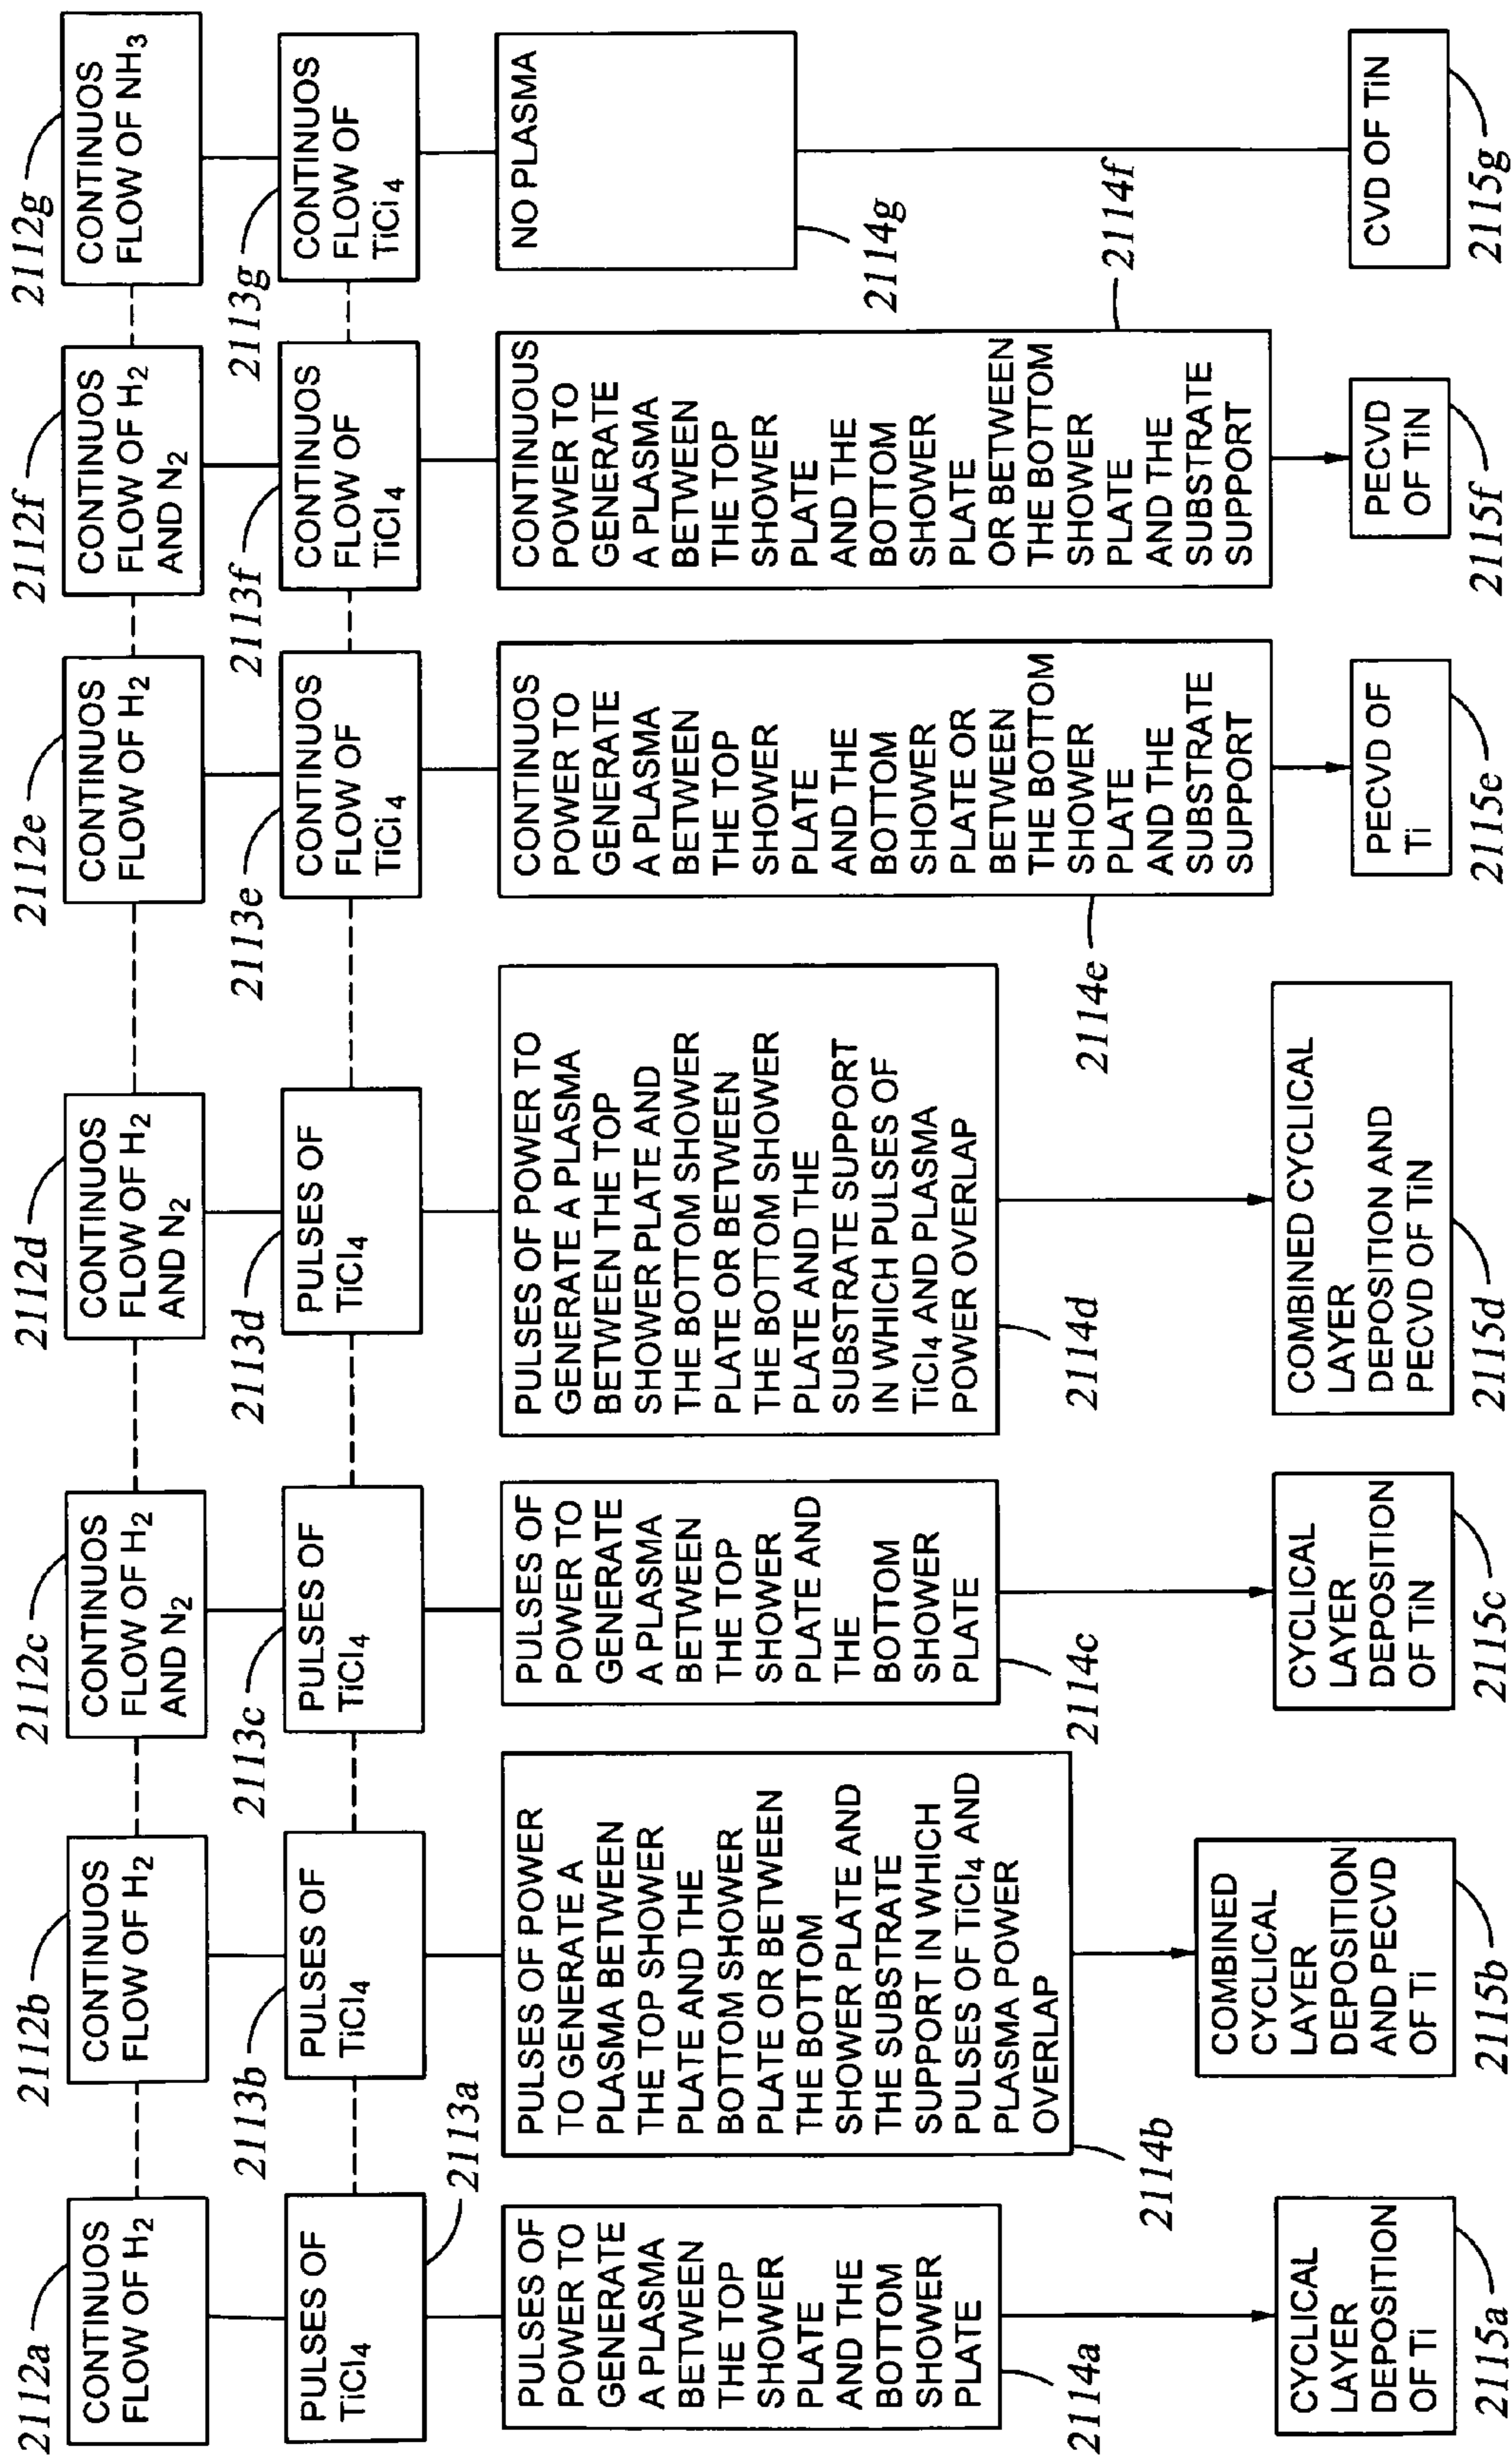 2112a
CONTINUOS
FLOW OF H₂
PULSES OF
TiCl₄
2113a
PULSES OF
POWER TO
GENERATE
A PLASMA
BETWEEN
THE TOP
SHOWER
PLATE
AND THE
BOTTOM
SHOWER
PLATE
2114a
CYCLICAL
LAYER
DEPOSITION
OF Ti
2115a
2112b
CONTINUOS
FLOW OF H₂
2113b
PULSES OF
TiCl₄
PULSES OF POWER
TO GENERATE A
PLASMA BETWEEN
THE TOP SHOWER
PLATE AND THE
BOTTOM SHOWER
PLATE OR BETWEEN
THE BOTTOM
SHOWER PLATE AND
THE SUBSTRATE
SUPPORT IN WHICH
PULSES OF TiCl₄ AND
PLASMA POWER
OVERLAP
2114b
COMBINED
CYCLICAL
LAYER
DEPOSITION
AND PECVD
OF Ti
2115b
2112c
CONTINUOS
FLOW OF H₂
AND N₂
2113c
PULSES OF
TiCl₄
PULSES OF
POWER TO
GENERATE
A PLASMA
BETWEEN
THE TOP
SHOWER
PLATE AND
THE
BOTTOM
SHOWER
PLATE
2114c
CYCLICAL
LAYER
DEPOSITION
OF TiN
2115c
2112d
CONTINUOS
FLOW OF H₂
AND N₂
2113d
PULSES OF
TiCl₄
PULSES OF POWER TO
GENERATE A PLASMA
BETWEEN THE TOP
SHOWER PLATE AND
THE BOTTOM SHOWER
PLATE OR BETWEEN
THE BOTTOM SHOWER
PLATE AND THE
SUBSTRATE SUPPORT
IN WHICH PULSES OF
TiCl₄ AND PLASMA
POWER OVERLAP
2114d
COMBINED CYCLICAL
LAYER
DEPOSITION AND
PECVD OF TiN
2115d
2112e
CONTINUOS
FLOW OF H₂
2113e
CONTINUOS
FLOW OF
TiCl₄
CONTINUOS
POWER TO
GENERATE
A PLASMA
BETWEEN
THE TOP
SHOWER
PLATE
AND THE
BOTTOM
SHOWER
PLATE OR
BETWEEN
THE BOTTOM
SHOWER
PLATE
AND THE
SUBSTRATE
SUPPORT
2114e
PECVD OF
Ti
2115e
2112f
CONTINUOS
FLOW OF H₂
AND N₂
2113f
CONTINUOS
FLOW OF
TiCl₄
CONTINUOUS
POWER TO
GENERATE
A PLASMA
BETWEEN
THE TOP
SHOWER
PLATE
AND THE
BOTTOM
SHOWER
PLATE
OR BETWEEN
THE BOTTOM
SHOWER
PLATE
AND THE
SUBSTRATE
SUPPORT
2114f
PECVD
OF TiN
2115f
2112g
CONTINUOS
FLOW OF NH₃
2113g
CONTINUOS
FLOW OF
TiCl₄
NO PLASMA
2114g
CVD OF TiN
2115g